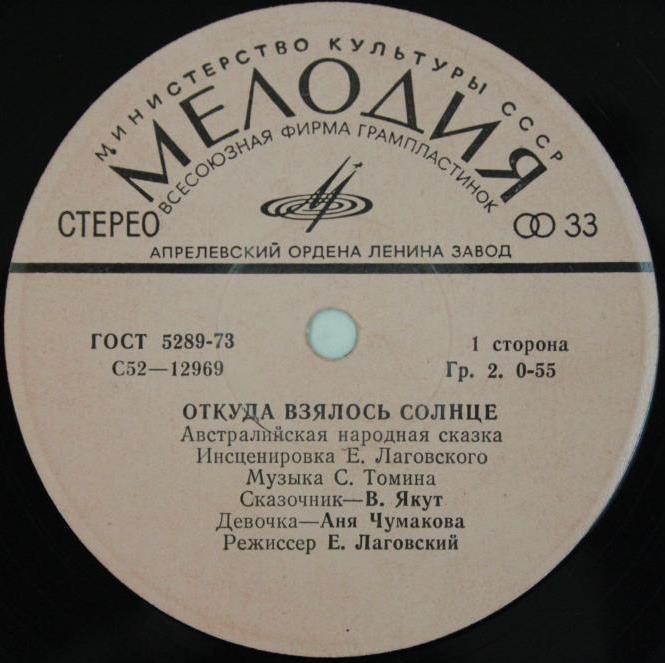 МИНИСТЕРСТВО КУЛЬТУРЫ СССР
МЕЛОДИЯ
ВСЕСОЮЗНАЯ ФИРМА ГРАМПЛАСТИНОК
СТЕРЕО
33
АПРЕЛЕВСКИЙ ОРДЕНА ЛЕНИНА ЗАВОД
ГОСТ 5289-73
1 сторона
С52—12969
Гр. 2. 0-55
ОТКУДА ВЗЯЛОСЬ СОЛНЦЕ
Австралийская народная сказка
Инсценировка Е. Лаговского
Музыка С. Томина
Сказочник—В. Якут
Девочка—Аня Чумакова
Режиссер Е. Лаговский